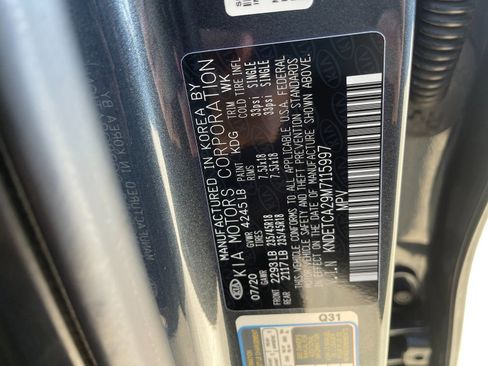 MANUFACTURED IN KOREA BY
KIA MOTORS CORPORATION
07/20 GVWR 4245LB PAINT KDG TRIM WK
GAWR TIRES RIMS COLD TIRE INFL
FRONT 2293LB 235/45R18 7.5Jx18 33psi SINGLE
REAR 2117LB 235/45R18 7.5Jx18 33psi SINGLE
THIS VEHICLE CONFORMS TO ALL APPLICABLE U.S.A. FEDERAL
SAFETY AND THEFT PREVENTION STANDARDS
IN EFFECT ON THE DATE OF MANUFACTURE SHOWN ABOVE.
V.I.N KNDETCA29M7115997
MPV
Q31